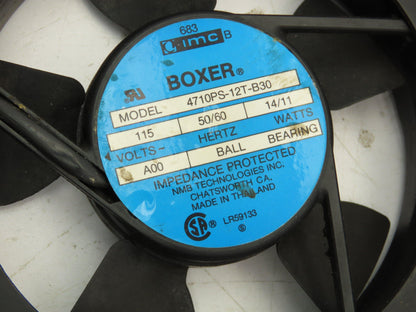 683
imc B
BOXER®
MODEL 4710PS-12T-B30
115 50/60 14/11
VOLTS~ HERTZ WATTS
A00 BALL BEARING
IMPEDANCE PROTECTED
NMB TECHNOLOGIES INC.
CHATSWORTH CA.
MADE IN THAILAND
LR59133
S